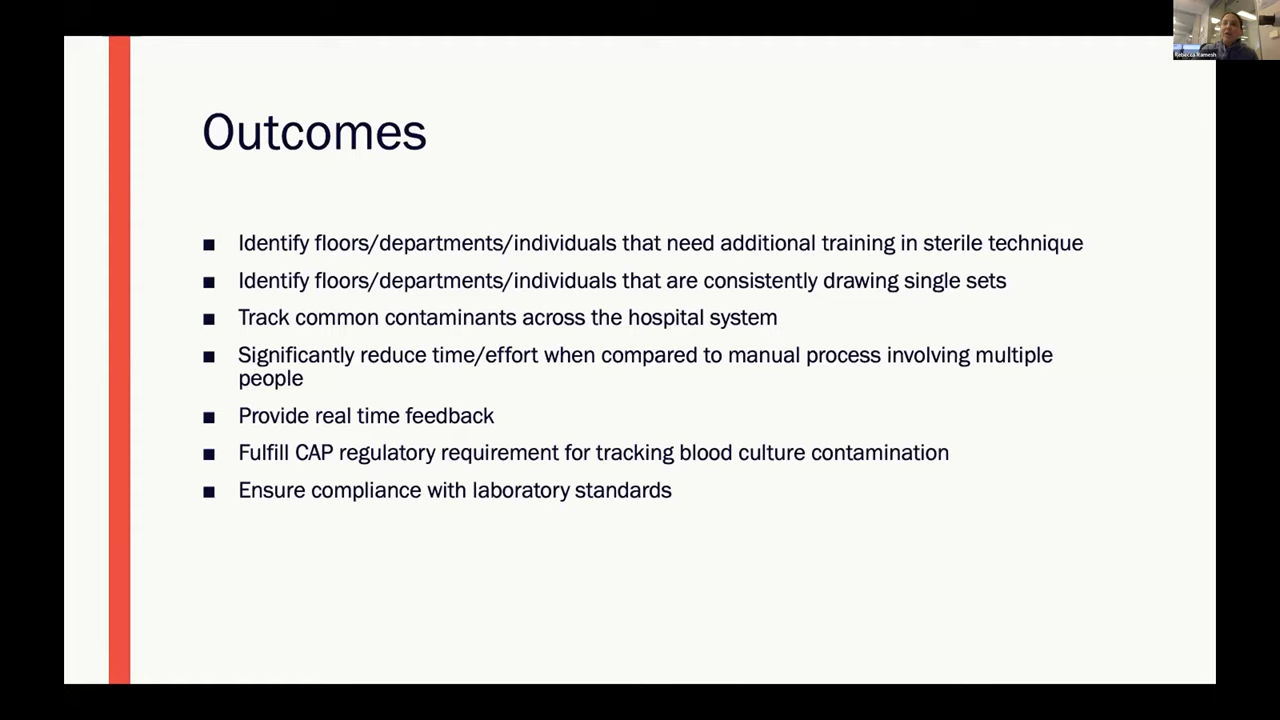 Rebecca Ramesh
Outcomes
■ Identify floors/departments/individuals that need additional training in sterile technique
■ Identify floors/departments/individuals that are consistently drawing single sets
■ Track common contaminants across the hospital system
■ Significantly reduce time/effort when compared to manual process involving multiple
people
■ Provide real time feedback
■ Fulfill CAP regulatory requirement for tracking blood culture contamination
■ Ensure compliance with laboratory standards